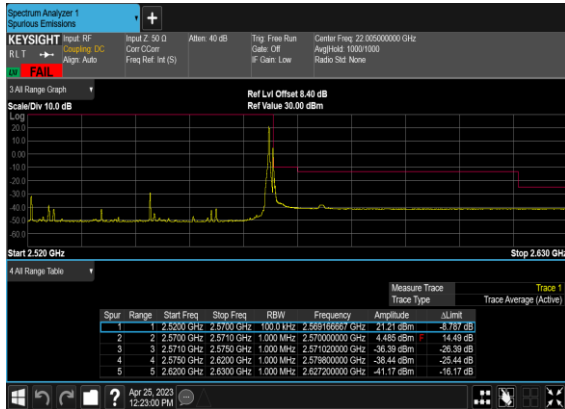 Spectrum Analyzer 1
Spurious Emissions
KEYSIGHT Input: RF Input Z: 50 Ω Atten: 40 dB Trig: Free Run Center Freq: 22.005000000 GHz
RLT Coupling: DC Corr CCorr Gate: Off Avg|Hold: 1000/1000
Align: Auto Freq Ref: Int (S) IF Gain: Low Radio Std: None
LV FAIL
3 All Range Graph
Ref Lvl Offset 8.40 dB
Scale/Div 10.0 dB Ref Value 30.00 dBm
Log
20.0
10.0
0.00
-10.0
-20.0
-30.0
-40.0
-50.0
-60.0
Start 2.520 GHz Stop 2.630 GHz
4 All Range Table
Measure Trace Trace 1
Trace Type Trace Average (Active)
Spur Range Start Freq Stop Freq RBW Frequency Amplitude ΔLimit
1 1 2.5200 GHz 2.5700 GHz 100.0 kHz 2.569166667 GHz 21.21 dBm -8.787 dB
2 2 2.5700 GHz 2.5710 GHz 1.000 MHz 2.570000000 GHz 4.485 dBm F 14.49 dB
3 3 2.5710 GHz 2.5750 GHz 1.000 MHz 2.571020000 GHz -36.39 dBm -26.39 dB
4 4 2.5750 GHz 2.6200 GHz 1.000 MHz 2.579800000 GHz -38.44 dBm -25.44 dB
5 5 2.6200 GHz 2.6300 GHz 1.000 MHz 2.627200000 GHz -41.17 dBm -16.17 dB
Apr 25, 2023
12:23:00 PM